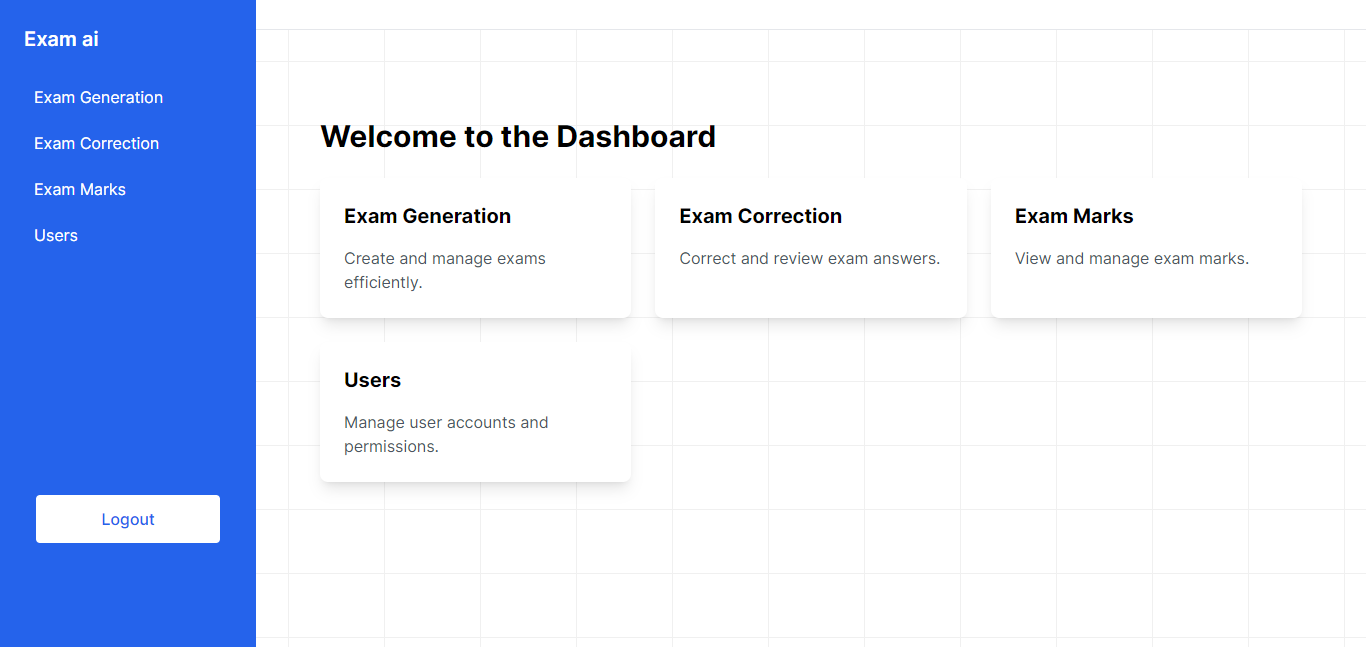 Exam ai
Exam Generation
Exam Correction
Exam Marks
Users
Logout
Welcome to the Dashboard
Exam Generation
Create and manage exams
efficiently.
Exam Correction
Correct and review exam answers.
Exam Marks
View and manage exam marks.
Users
Manage user accounts and
permissions.